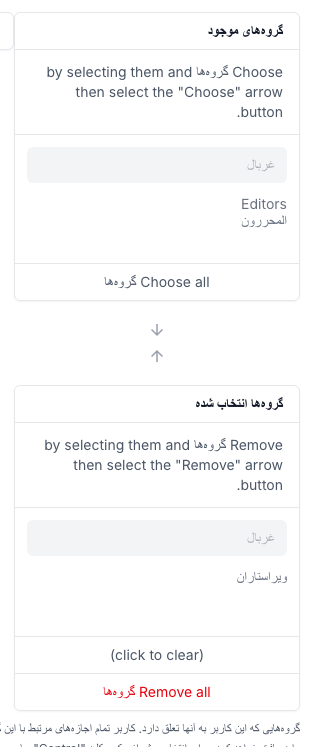 گروه‌های موجود
Choose گروه‌ها by selecting them and
then select the "Choose" arrow
button.
غربال
Editors
المحررون
Choose all گروه‌ها
گروه‌ها انتخاب شده
Remove گروه‌ها by selecting them and
then select the "Remove" arrow
button.
غربال
ویراستاران
(click to clear)
Remove all گروه‌ها
گروه‌هایی که این کاربر به آنها تعلق دارد. کاربر تمام اجازه‌های مرتبط با این